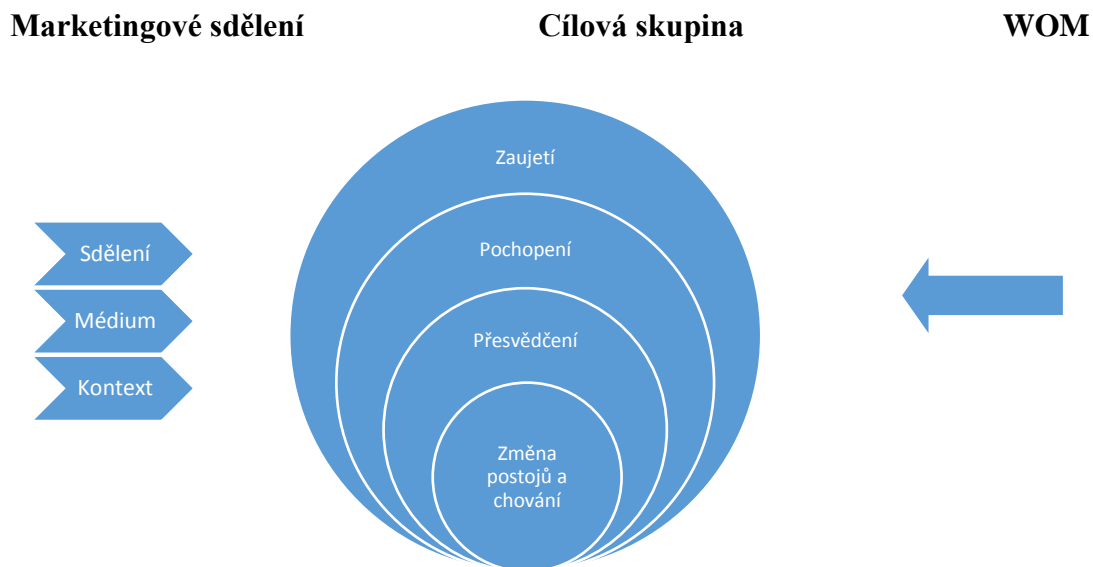 Marketingové sdělení
Cílová skupina
WOM
Sdělení
Médium
Kontext
Zaujetí
Pochopení
Přesvědčení
Změna
postojů a
chování